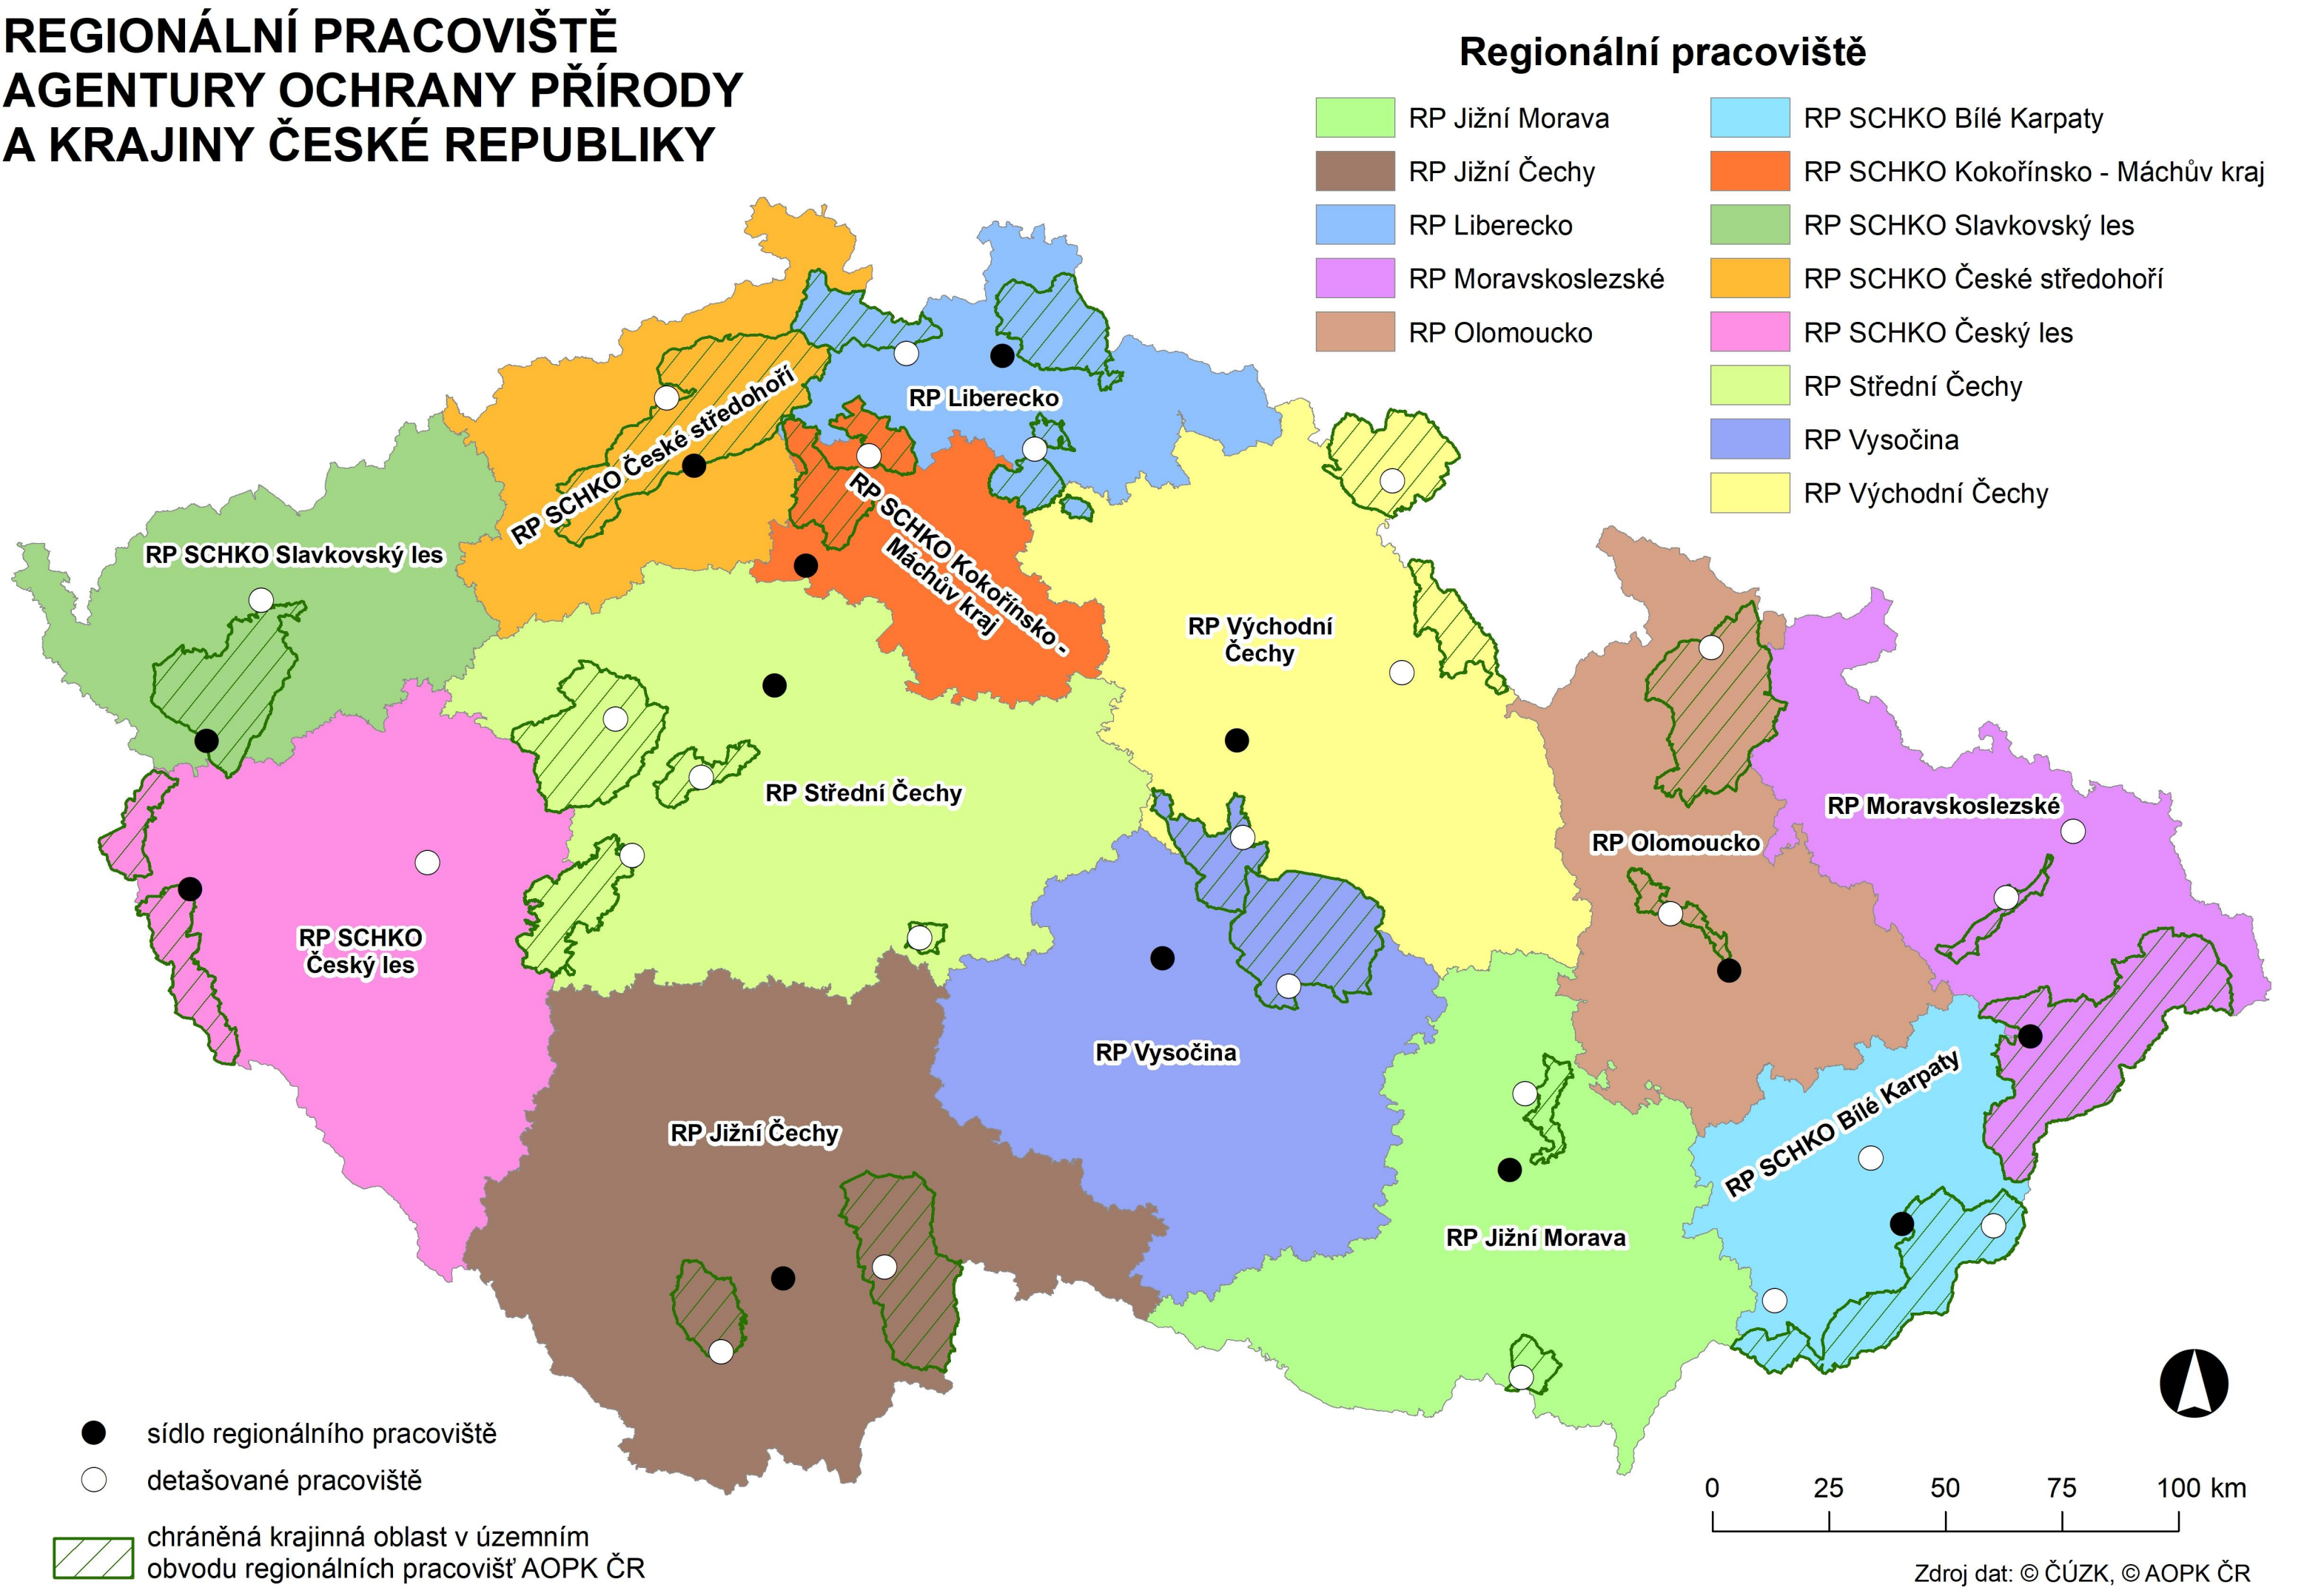 REGIONÁLNÍ PRACOVIŠTĚ
AGENTURY OCHRANY PŘÍRODY
A KRAJINY ČESKÉ REPUBLIKY
Regionální pracoviště
RP Jižní Morava
RP Jižní Čechy
RP Liberecko
RP Moravskoslezské
RP Olomoucko
RP SCHKO Bílé Karpaty
RP SCHKO Kokořínsko - Máchův kraj
RP SCHKO Slavkovský les
RP SCHKO České středohoří
RP SCHKO Český les
RP Střední Čechy
RP Vysočina
RP Východní Čechy
RP Liberecko
RP SCHKO České středohoří
RP SCHKO Kokořínsko -
Máchův kraj
RP SCHKO Slavkovský les
RP Východní
Čechy
RP Střední Čechy
RP Moravskoslezské
RP Olomoucko
RP SCHKO
Český les
RP Vysočina
RP Jižní Čechy
RP SCHKO Bílé Karpaty
RP Jižní Morava
sídlo regionálního pracoviště
detašované pracoviště
chráněná krajinná oblast v územním
obvodu regionálních pracovišť AOPK ČR
0 25 50 75 100 km
Zdroj dat: © ČÚZK, © AOPK ČR